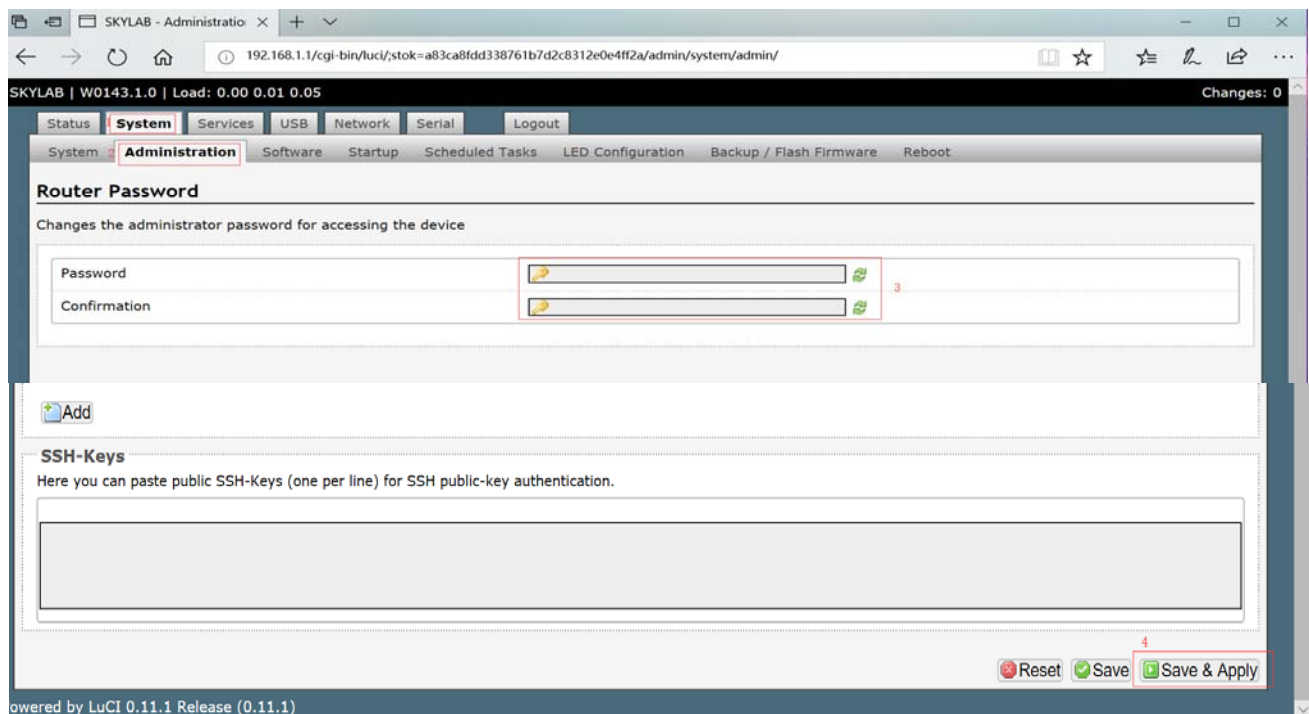 SKYLAB - Administratio
192.168.1.1/cgi-bin/luci/;stok=a83ca8fdd338761b7d2c8312e0e4ff2a/admin/system/admin/
SKYLAB | W0143.1.0 | Load: 0.00 0.01 0.05 Changes: 0
Status 1 System Services USB Network Serial Logout
System 2 Administration Software Startup Scheduled Tasks LED Configuration Backup / Flash Firmware Reboot
Router Password
Changes the administrator password for accessing the device
Password
3
Confirmation
Add
SSH-Keys
Here you can paste public SSH-Keys (one per line) for SSH public-key authentication.
4
Reset Save Save & Apply
owered by LuCI 0.11.1 Release (0.11.1)